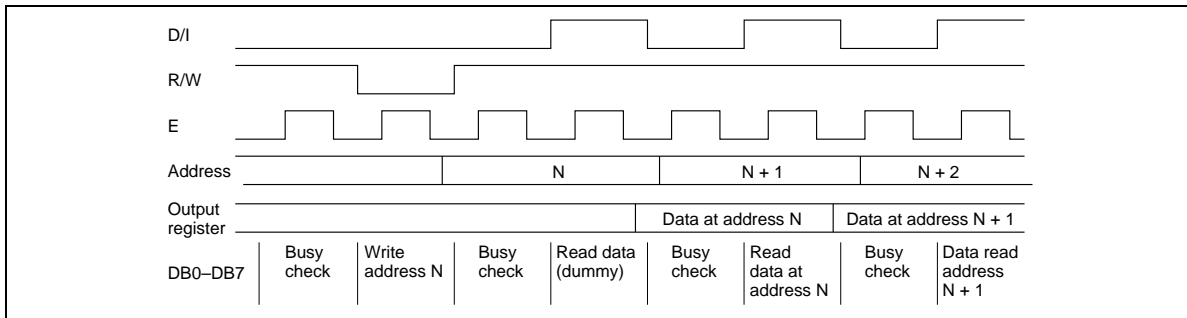 D/I
R/W
E
Address
N
N + 1
N + 2
Output
register
Data at address N
Data at address N + 1
DB0–DB7
Busy
check
Write
address N
Busy
check
Read data
(dummy)
Busy
check
Read
data at
address N
Busy
check
Data read
address
N + 1